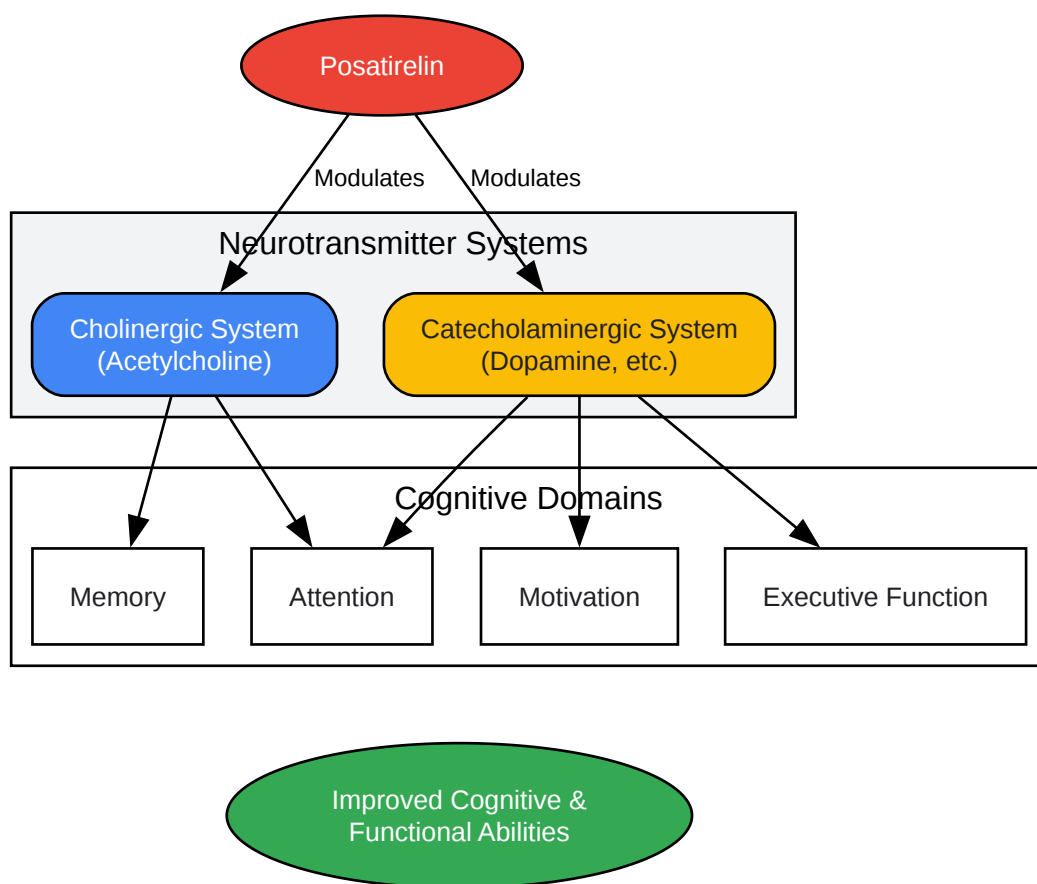 Posatirelin
Modulates
Modulates
Neurotransmitter Systems
Cholinergic System
(Acetylcholine)
Catecholaminergic System
(Dopamine, etc.)
Cognitive Domains
Memory
Attention
Motivation
Executive Function
Improved Cognitive &
Functional Abilities